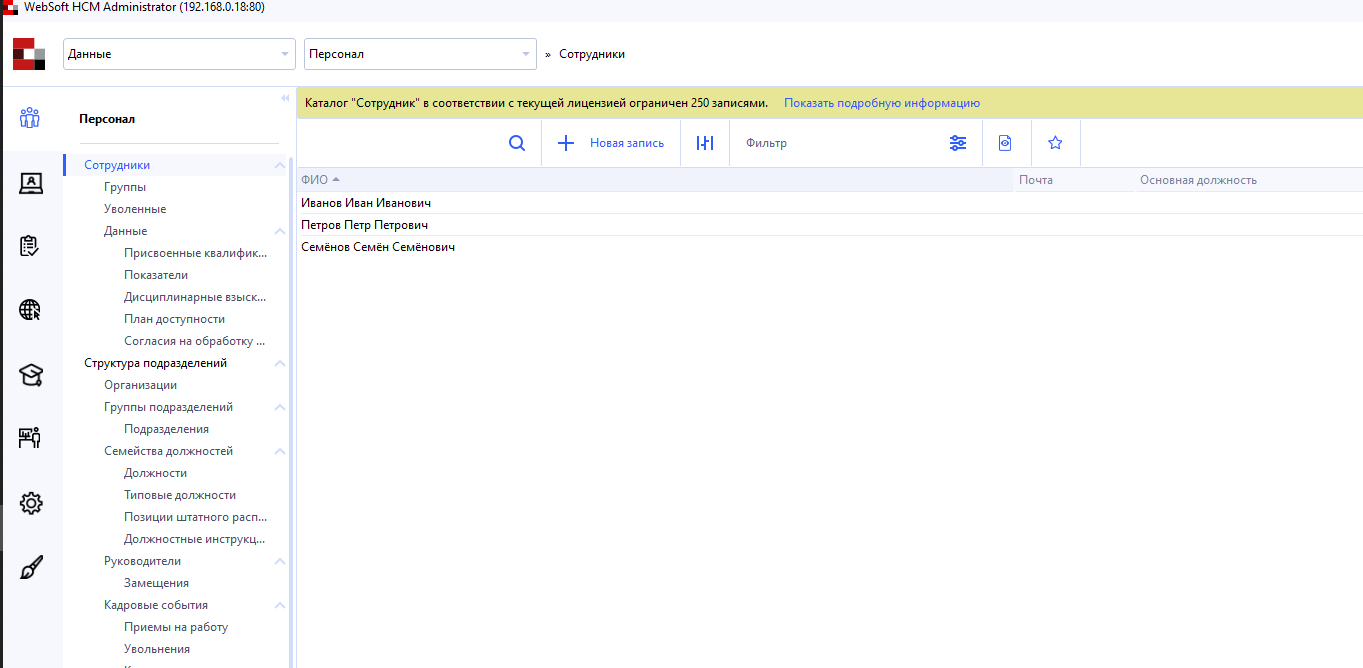 WebSoft HCM Administrator (192.168.0.18:80)
Данные
Персонал
» Сотрудники
Персонал
Сотрудники
Группы
Уволенные
Данные
Присвоенные квалифик...
Показатели
Дисциплинарные взыск...
План доступности
Согласия на обработку ...
Структура подразделений
Организации
Группы подразделений
Подразделения
Семейства должностей
Должности
Типовые должности
Позиции штатного расп...
Должностные инструкц...
Руководители
Замещения
Кадровые события
Приемы на работу
Увольнения
Каталог "Сотрудник" в соответствии с текущей лицензией ограничен 250 записями. Показать подробную информацию
Новая запись
Фильтр
ФИО Почта Основная должность
Иванов Иван Иванович
Петров Петр Петрович
Семёнов Семён Семёнович